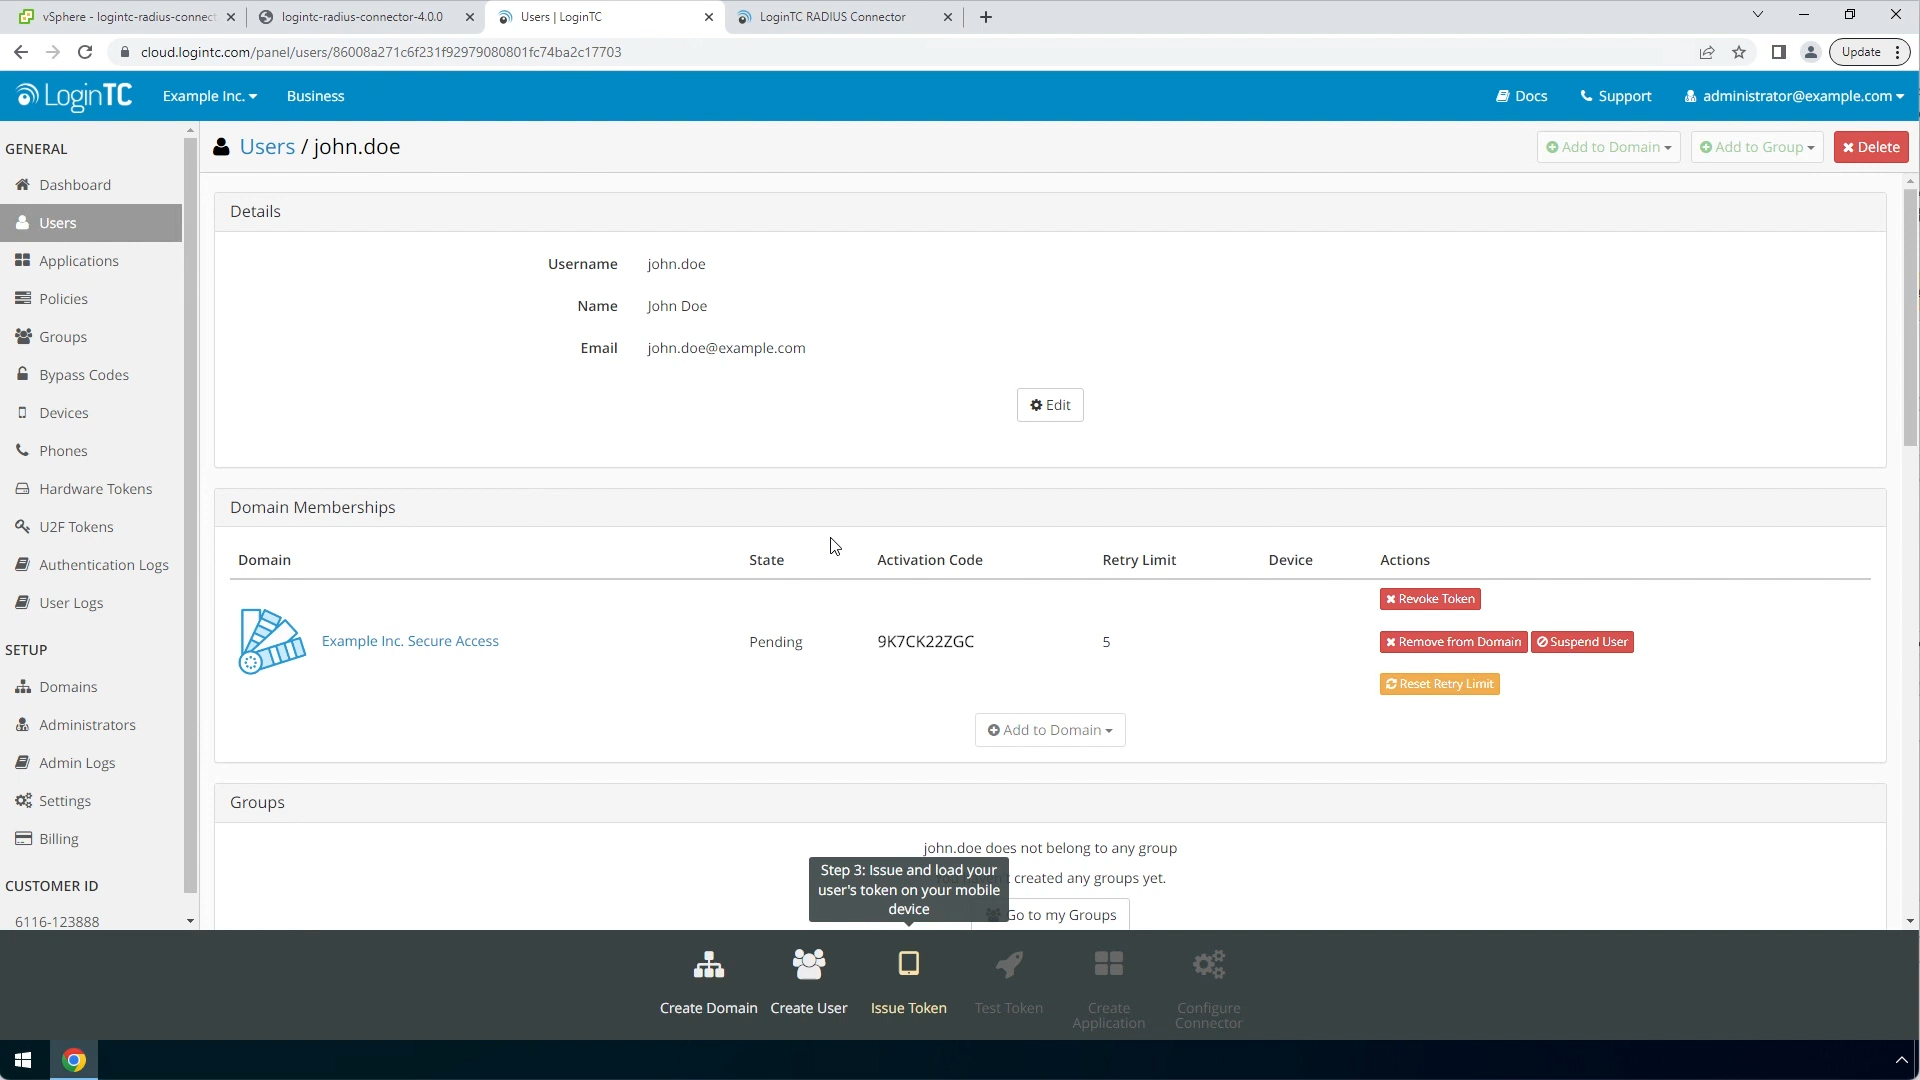 vSphere - logintc-radius-connect
logintc-radius-connector-4.0.0
Users | LoginTC
LoginTC RADIUS Connector
cloud.logintc.com/panel/users/86008a271c6f231f92979080801fc74ba2c17703
Update
LoginTC
Example Inc.
Business
Docs
Support
administrator@example.com
GENERAL
Dashboard
Users
Applications
Policies
Groups
Bypass Codes
Devices
Phones
Hardware Tokens
U2F Tokens
Authentication Logs
User Logs
SETUP
Domains
Administrators
Admin Logs
Settings
Billing
CUSTOMER ID
6116-123888
Users / john.doe
Add to Domain
Add to Group
Delete
Details
Username john.doe
Name John Doe
Email john.doe@example.com
Edit
Domain Memberships
Domain State Activation Code Retry Limit Device Actions
Example Inc. Secure Access Pending 9K7CK22ZGC 5
Revoke Token
Remove from Domain Suspend User
Reset Retry Limit
Add to Domain
Groups
john.doe does not belong to any group
created any groups yet.
Go to my Groups
Step 3: Issue and load your
user's token on your mobile
device
Create Domain
Create User
Issue Token
Test Token
Create
Application
Configure
Connector